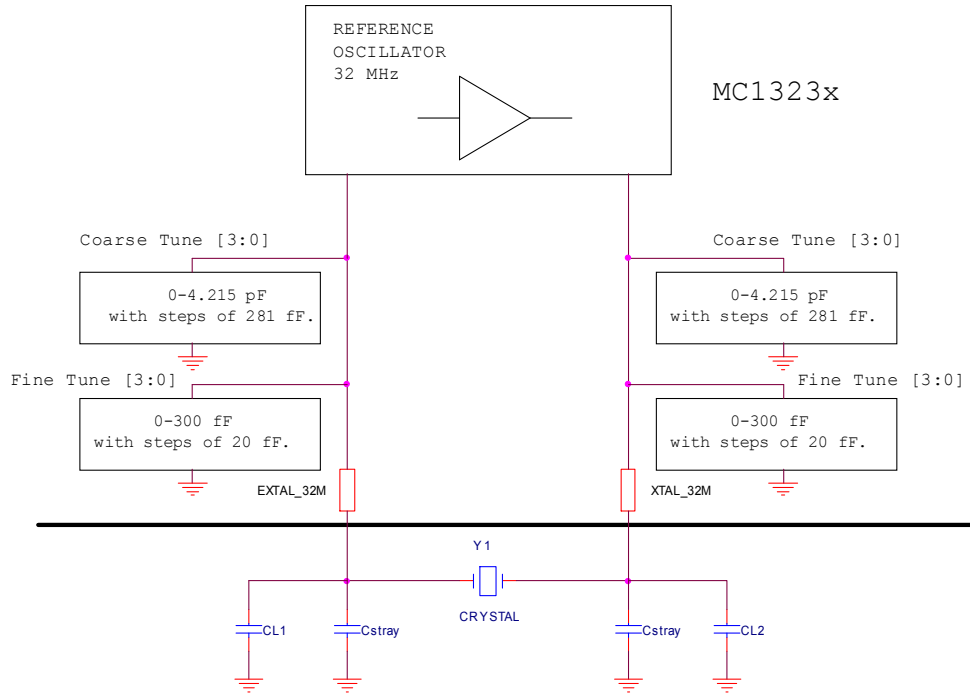 REFERENCE
OSCILLATOR
32 MHz
MC1323x
Coarse Tune [3:0]
Coarse Tune [3:0]
0-4.215 pF
with steps of 281 fF.
0-4.215 pF
with steps of 281 fF.
Fine Tune [3:0]
Fine Tune [3:0]
0-300 fF
with steps of 20 fF.
0-300 fF
with steps of 20 fF.
EXTAL_32M
XTAL_32M
Y1
CRYSTAL
CL1
Cstray
Cstray
CL2